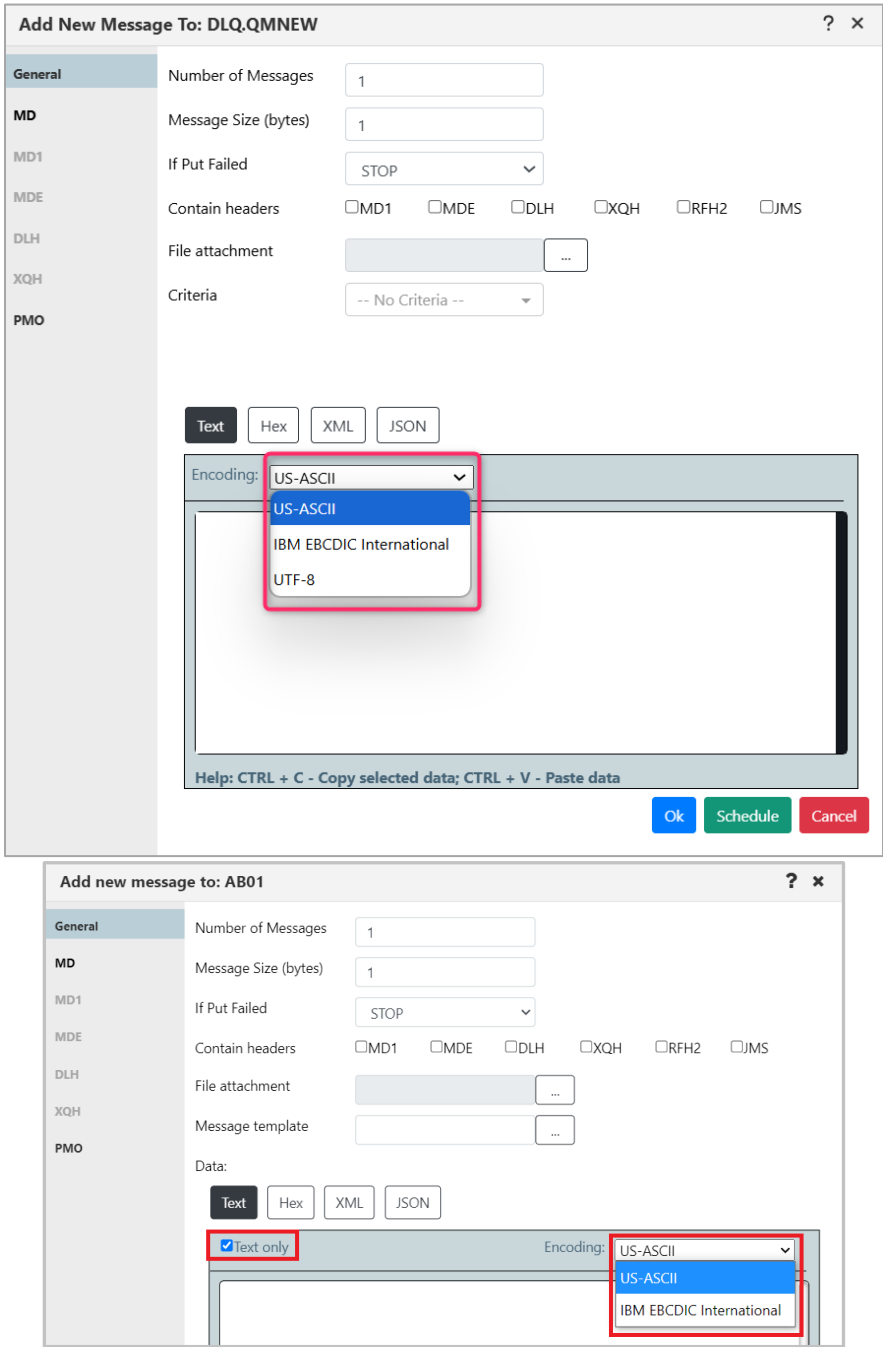 Add New Message To: DLQ.QMNEW ? ×
General
Number of Messages 1
MD
Message Size (bytes) 1
MD1
If Put Failed STOP
MDE
Contain headers MD1 MDE DLH XQH RFH2 JMS
DLH
File attachment ...
XQH
Criteria -- No Criteria --
PMO
Text Hex XML JSON
Encoding: US-ASCII
US-ASCII
IBM EBCDIC International
UTF-8
Help: CTRL + C - Copy selected data; CTRL + V - Paste data
Ok Schedule Cancel
Add new message to: AB01 ? ×
General
Number of Messages 1
MD
Message Size (bytes) 1
MD1
If Put Failed STOP
MDE
Contain headers MD1 MDE DLH XQH RFH2 JMS
DLH
File attachment ...
XQH
Message template ...
PMO
Data:
Text Hex XML JSON
Text only Encoding: US-ASCII
US-ASCII
IBM EBCDIC International